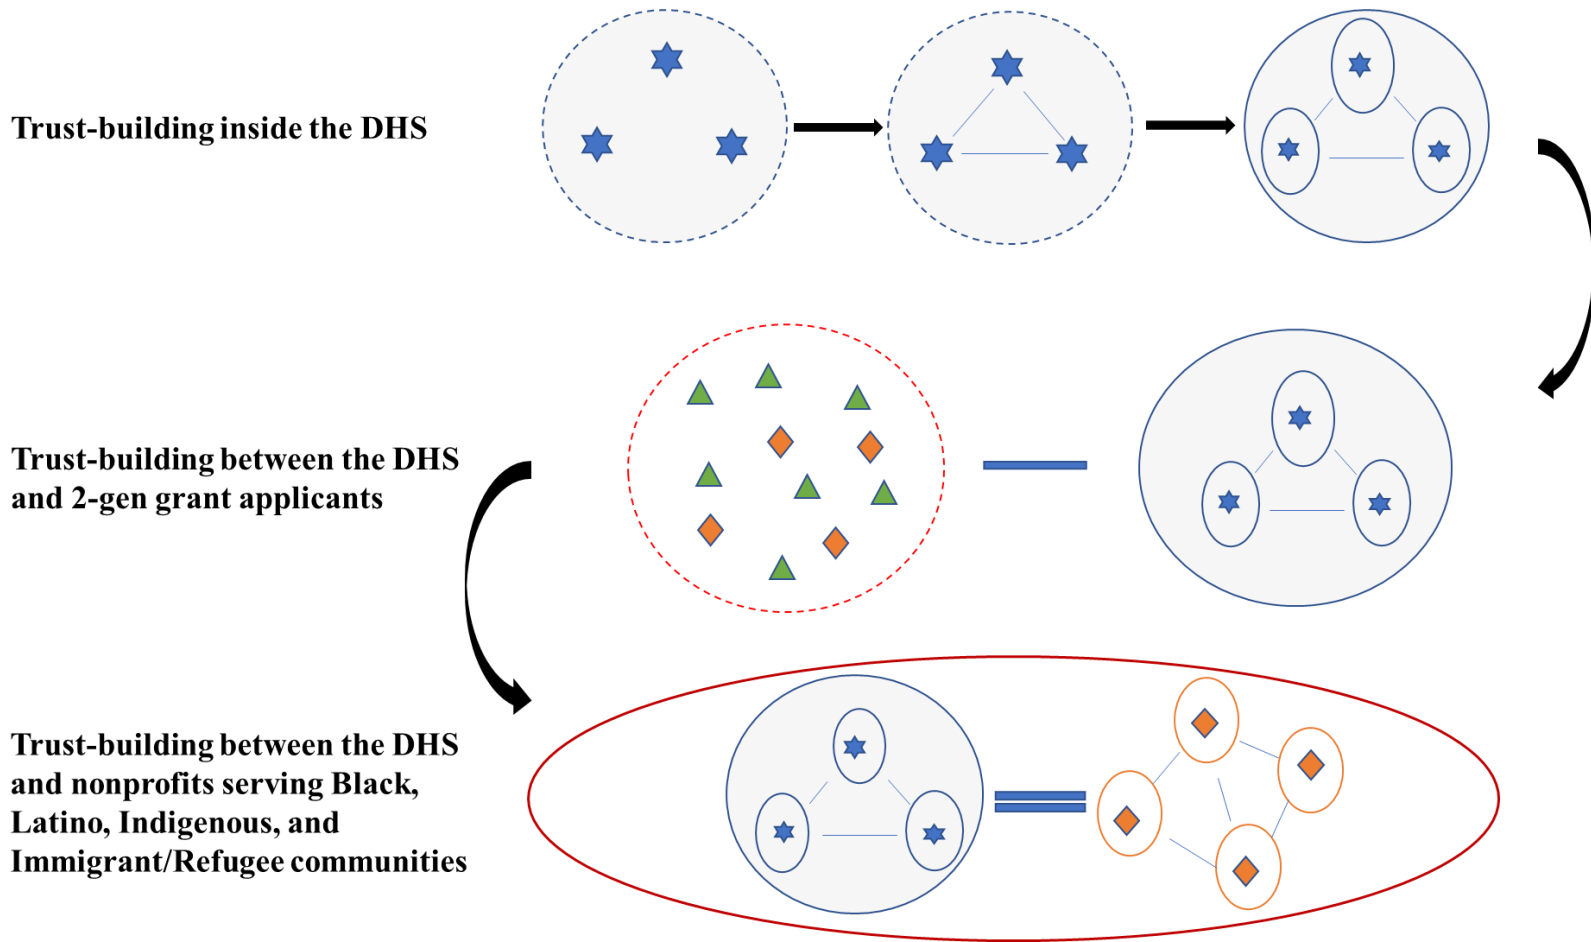 Trust-building inside the DHS
Trust-building between the DHS
and 2-gen grant applicants
Trust-building between the DHS
and nonprofits serving Black,
Latino, Indigenous, and
Immigrant/Refugee communities